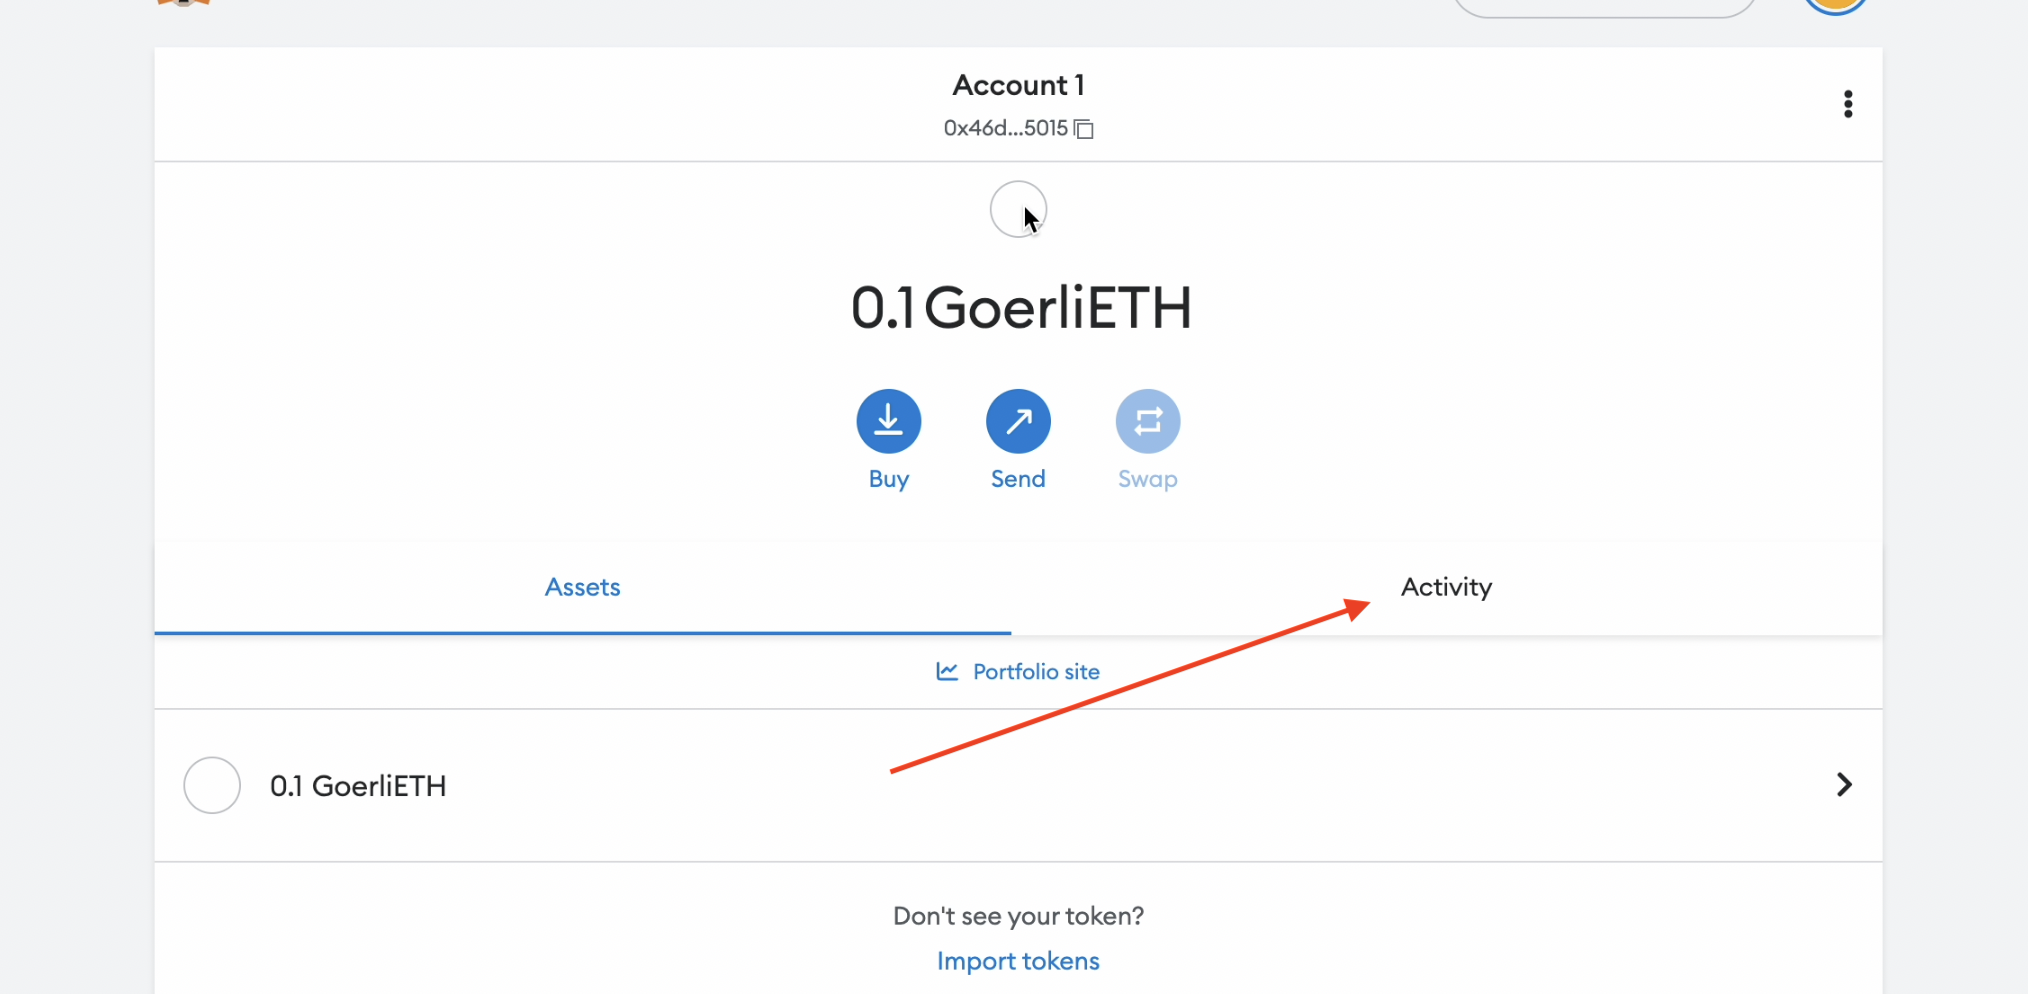 Account 1
0x46d...5015
0.1 GoerliETH
Buy
Send
Swap
Assets
Activity
Portfolio site
0.1 GoerliETH
Don't see your token?
Import tokens